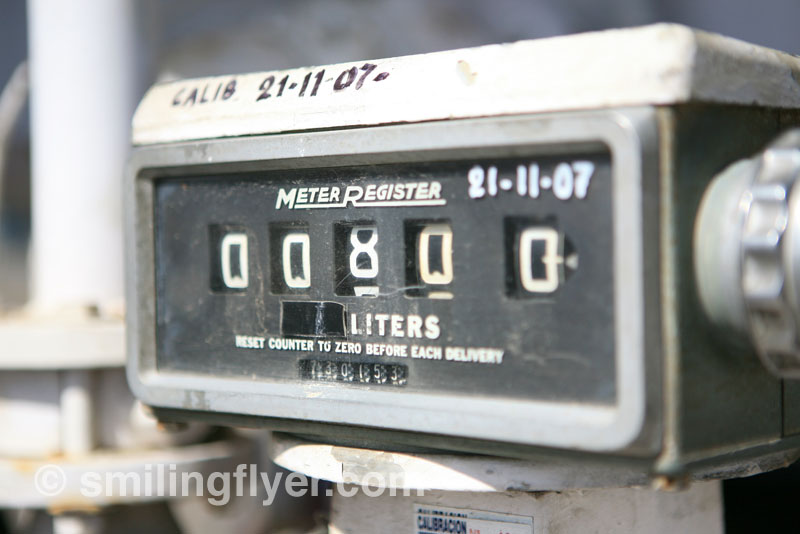 CALIB 21-11-07.
METER REGISTER 21-11-07
0 0 8 0 0
LITERS
RESET COUNTER TO ZERO BEFORE EACH DELIVERY
© smilingflyer.com
CALIBRACION